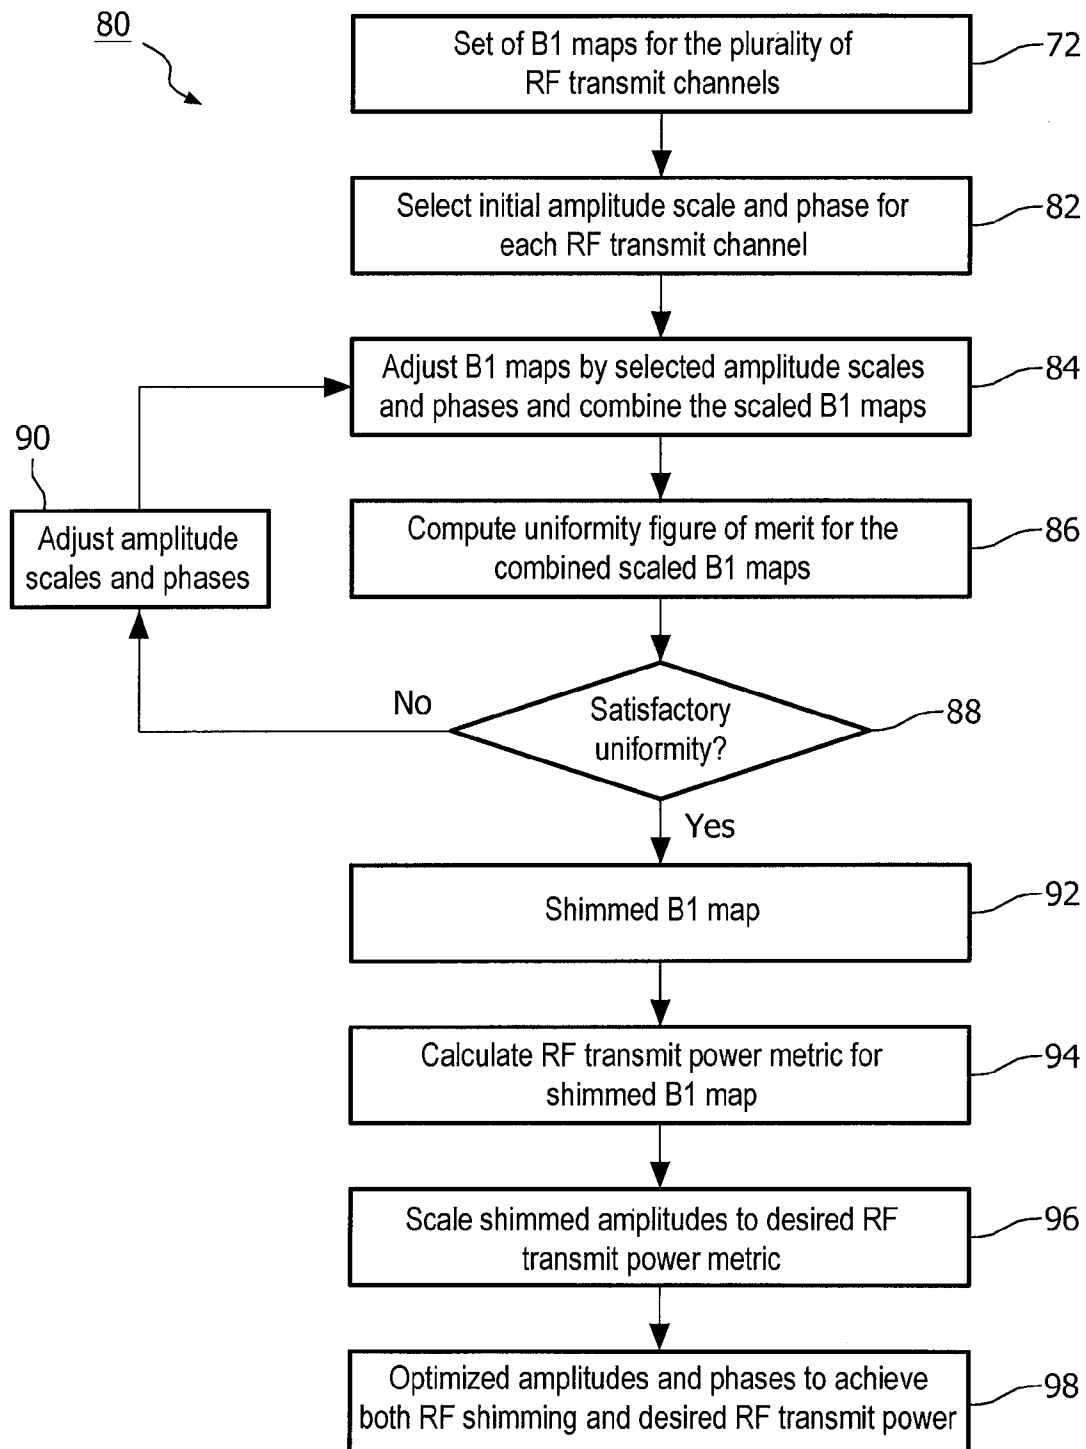 80
Set of B1 maps for the plurality of
RF transmit channels
72
Select initial amplitude scale and phase for
each RF transmit channel
82
Adjust B1 maps by selected amplitude scales
and phases and combine the scaled B1 maps
84
90
Adjust amplitude
scales and phases
Compute uniformity figure of merit for the
combined scaled B1 maps
86
No
Satisfactory
uniformity?
88
Yes
Shimmed B1 map
92
Calculate RF transmit power metric for
shimmed B1 map
94
Scale shimmed amplitudes to desired RF
transmit power metric
96
Optimized amplitudes and phases to achieve
both RF shimming and desired RF transmit power
98